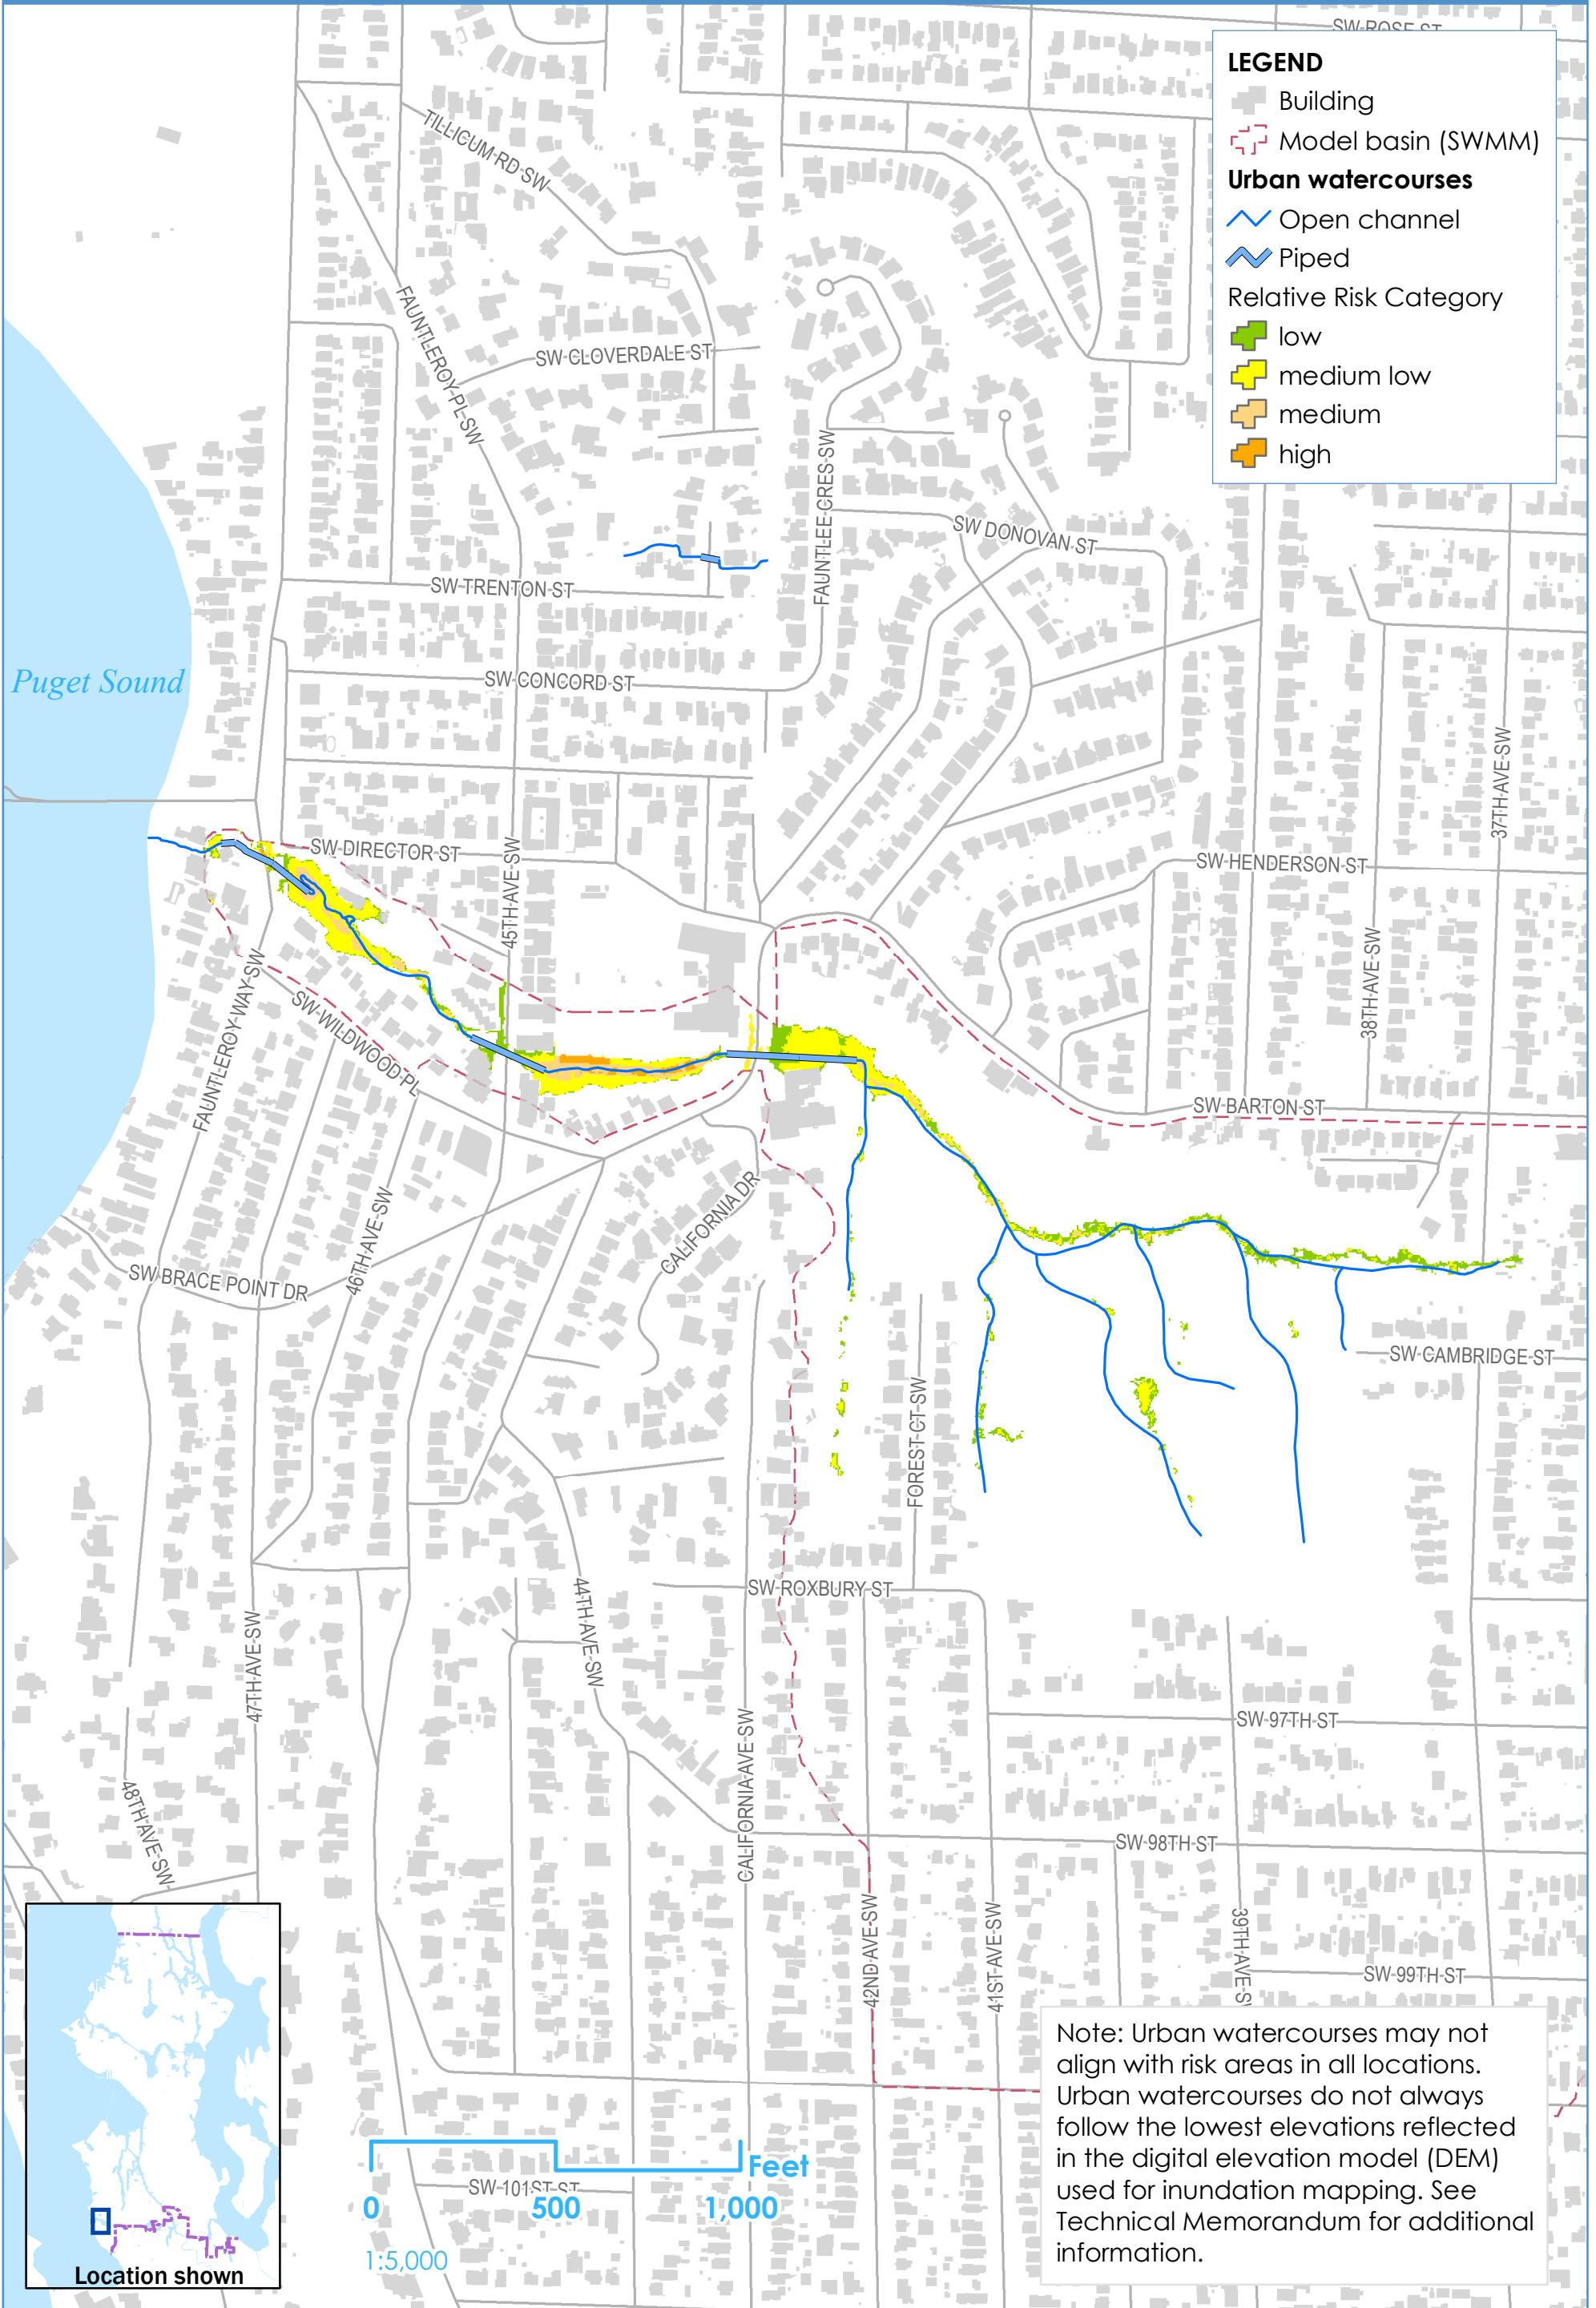 SW ROSE ST
LEGEND
Building
Model basin (SWMM)
Urban watercourses
Open channel
Piped
Relative Risk Category
low
medium low
medium
high
TILLICUM RD SW
FAUNTLEROY PL SW
SW CLOVERDALE ST
FAUNTLEE CRES SW
SW DONOVAN ST
SW TRENTON ST
Puget Sound
SW CONCORD ST
37TH AVE SW
SW DIRECTOR ST
45TH AVE SW
SW HENDERSON ST
38TH AVE SW
FAUNTLEROY WAY SW
SW WILDWOOD PL
SW BARTON ST
CALIFORNIA DR
46TH AVE SW
SW BRACE POINT DR
SW CAMBRIDGE ST
FOREST CT SW
SW ROXBURY ST
44TH AVE SW
47TH AVE SW
SW 97TH ST
CALIFORNIA AVE SW
48TH AVE SW
SW 98TH ST
42ND AVE SW
41ST AVE SW
39TH AVE S
SW 99TH ST
Note: Urban watercourses may not
align with risk areas in all locations.
Urban watercourses do not always
follow the lowest elevations reflected
in the digital elevation model (DEM)
used for inundation mapping. See
Technical Memorandum for additional
information.
Feet
SW 101ST ST
0 500 1,000
1:5,000
Location shown